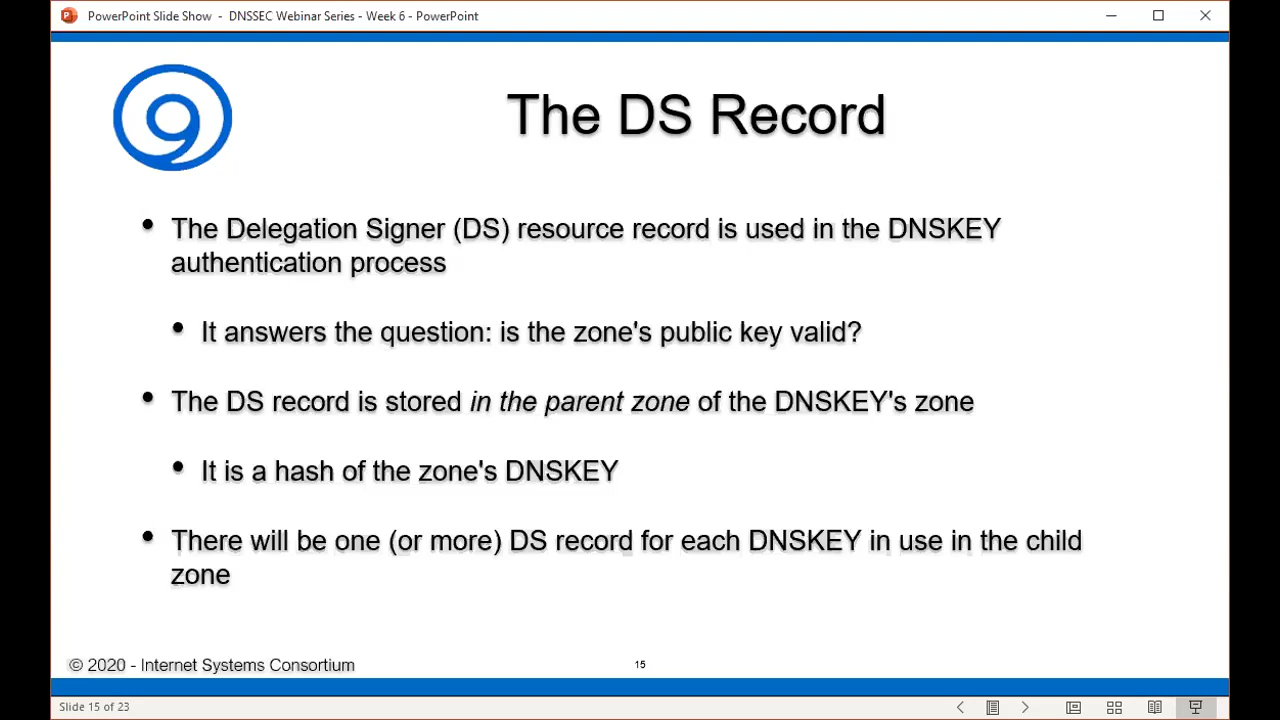 PowerPoint Slide Show - DNSSEC Webinar Series - Week 6 - PowerPoint
The DS Record
• The Delegation Signer (DS) resource record is used in the DNSKEY
authentication process
• It answers the question: is the zone's public key valid?
• The DS record is stored in the parent zone of the DNSKEY's zone
• It is a hash of the zone's DNSKEY
• There will be one (or more) DS record for each DNSKEY in use in the child
zone
© 2020 - Internet Systems Consortium
15
Slide 15 of 23